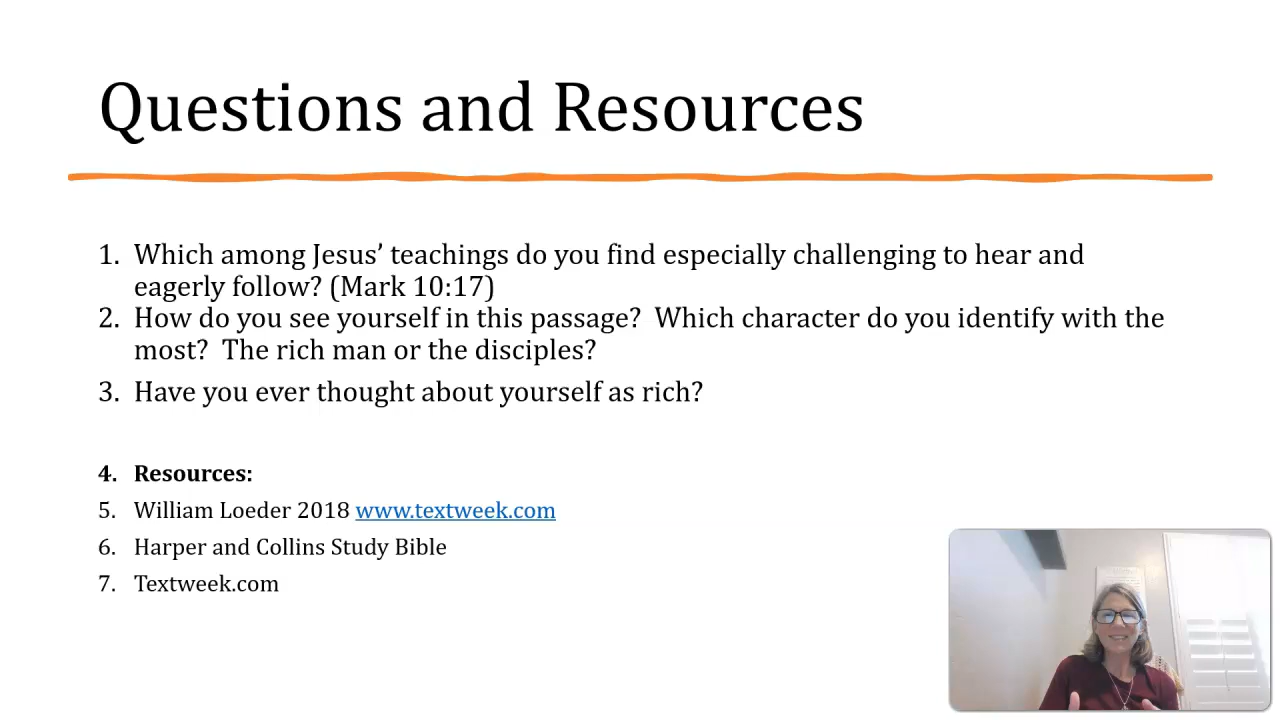 Questions and Resources
1. Which among Jesus’ teachings do you find especially challenging to hear and
eagerly follow? (Mark 10:17)
2. How do you see yourself in this passage?  Which character do you identify with the
most?  The rich man or the disciples?
3. Have you ever thought about yourself as rich?
4. Resources:
5. William Loeder 2018 www.textweek.com
6. Harper and Collins Study Bible
7. Textweek.com